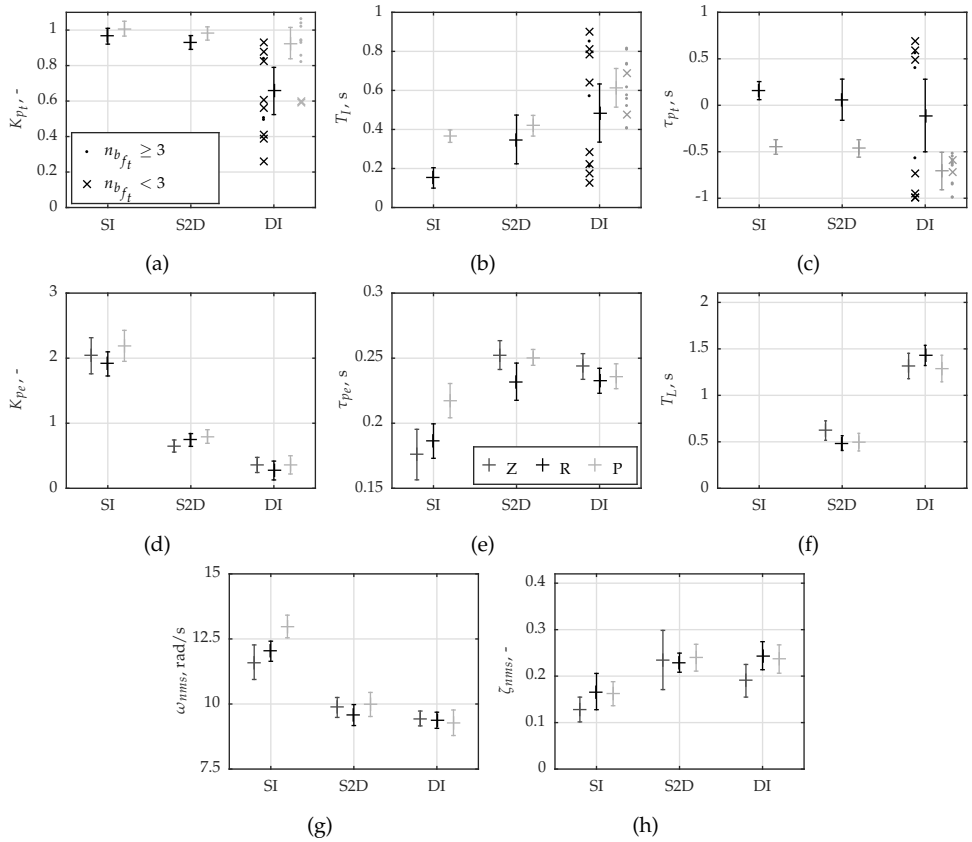 1
0.8
0.6
0.4
0.2
0
K_{p_t}, -
n_{b_{f_t}} ≥ 3
n_{b_{f_t}} < 3
SI S2D DI
(a)
1
0.8
0.6
0.4
0.2
0
T_I, s
SI S2D DI
(b)
1
0.5
0
-0.5
-1
τ_{p_t}, s
SI S2D DI
(c)
3
2
1
0
K_{p_e}, -
SI S2D DI
(d)
0.3
0.25
0.2
0.15
τ_{p_e}, s
Z R P
SI S2D DI
(e)
2
1.5
1
0.5
0
T_L, s
SI S2D DI
(f)
15
12.5
10
7.5
ω_{nms}, rad/s
SI S2D DI
(g)
0.4
0.3
0.2
0.1
0
ζ_{nms}, -
SI S2D DI
(h)